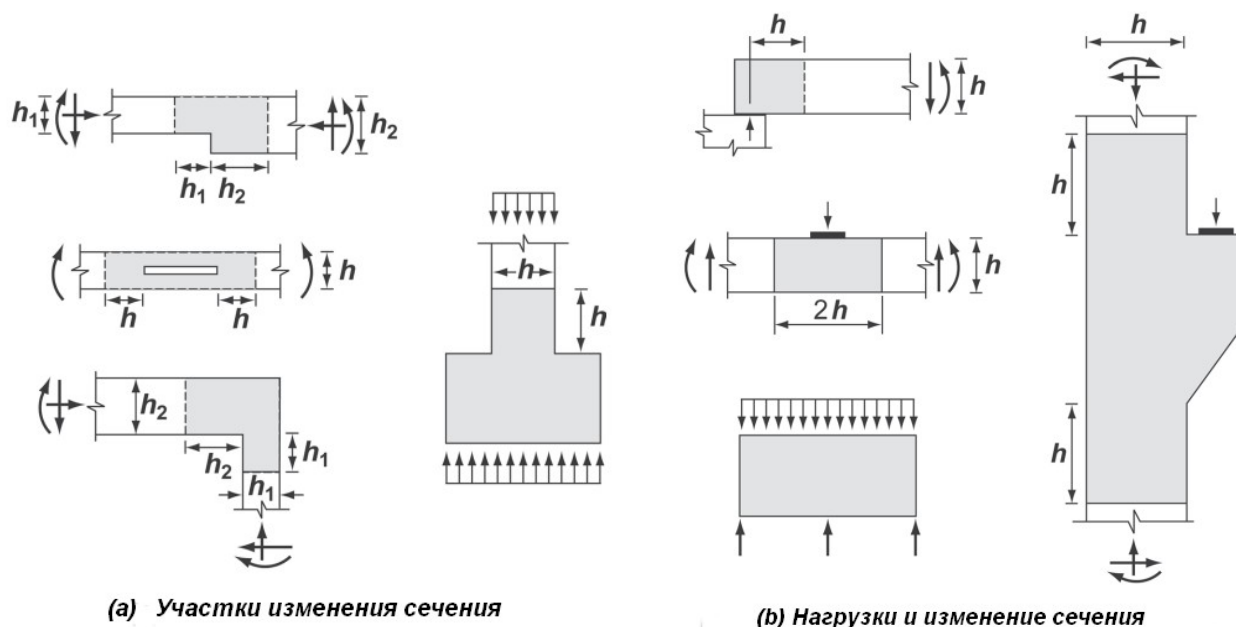 h
h
h₁
h₂
h
h₁ h₂
h
h
h
h
h
h
h
h
2h
h₂
h₂
h₁
h₁
h
(a) Участки изменения сечения
(b) Нагрузки и изменение сечения